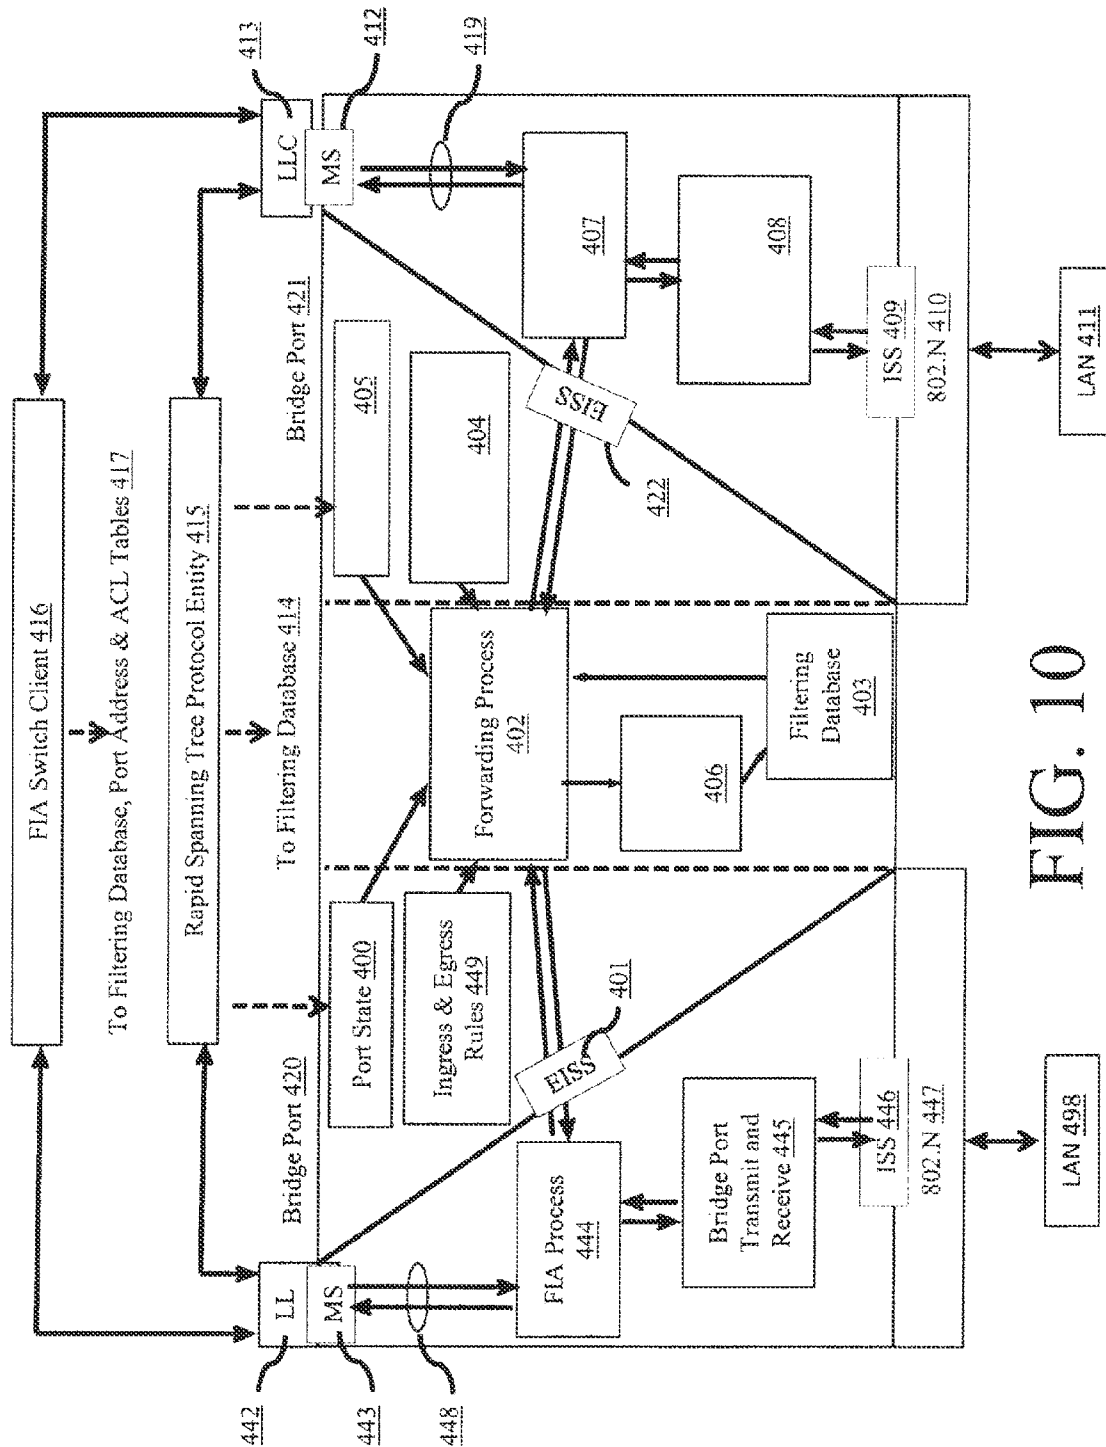 FIA Switch Client 416
To Filtering Database, Port Address & ACL Tables 417
Rapid Spanning Tree Protocol Entity 415
To Filtering Database 414
442
LL
443
MS
448
Bridge Port 420
Bridge Port 421
413
LLC
412
MS
419
Port State 400
Ingress & Egress
Rules 449
405
404
Forwarding Process
402
FIA Process
444
EISS
401
EISS
422
407
406
408
Bridge Port
Transmit and
Receive 445
Filtering
Database
403
ISS 446
802.N 447
ISS 409
802.N 410
LAN 498
LAN 411
FIG. 10